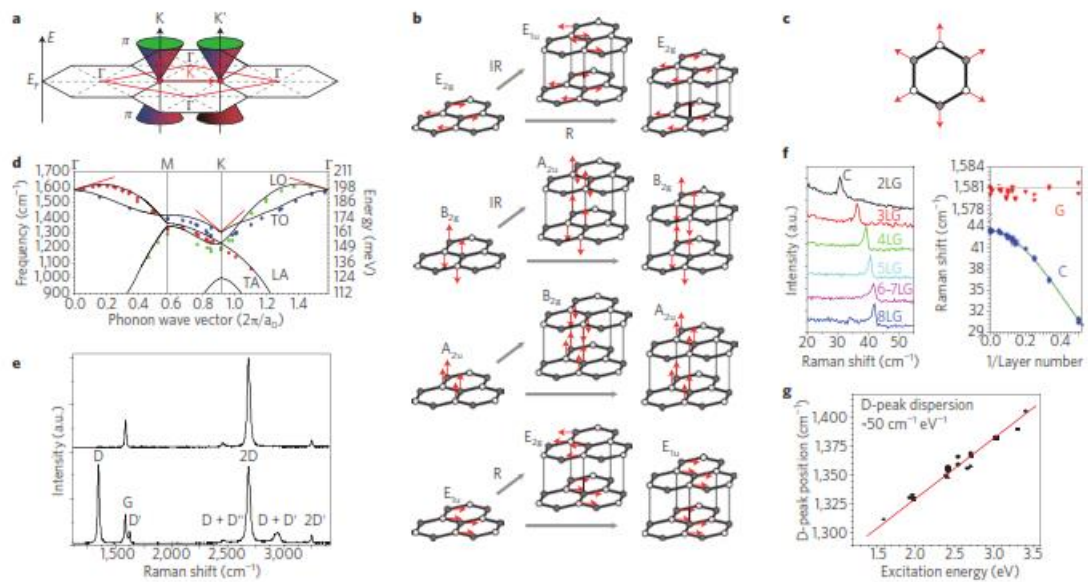 a
K
K'
E
π
Γ
Γ
K
E_F
Γ
π
b
E_1u
E_2g
IR
E_2g
R
A_2u
B_2g
IR
B_2g
B_2g
A_2u
A_2u
E_2g
E_1u
R
E_1u
c
d
Γ
M
K
Γ
1,700
1,600
1,500
1,400
1,300
1,200
1,100
1,000
900
211
198
186
174
161
149
136
124
112
Frequency (cm⁻¹)
Energy (meV)
LO
TO
LA
TA
0.0 0.2 0.4 0.6 0.8 1.0 1.2 1.4
Phonon wave vector (2π/a₀)
e
2D
D
G
D'
D + D''
D + D'
2D'
Intensity (a.u.)
1,500 2,000 2,500 3,000
Raman shift (cm⁻¹)
f
C
2LG
3LG
4LG
5LG
6–7LG
8LG
Intensity (a.u.)
20 30 40 50
Raman shift (cm⁻¹)
1,584
1,581
1,578
44
41
38
35
32
29
G
C
Raman shift (cm⁻¹)
0.0 0.2 0.4
1/Layer number
g
D-peak dispersion
~50 cm⁻¹ eV⁻¹
1,400
1,380
1,350
1,325
1,300
D-peak position (cm⁻¹)
1.5 2.0 2.5 3.0 3.5
Excitation energy (eV)